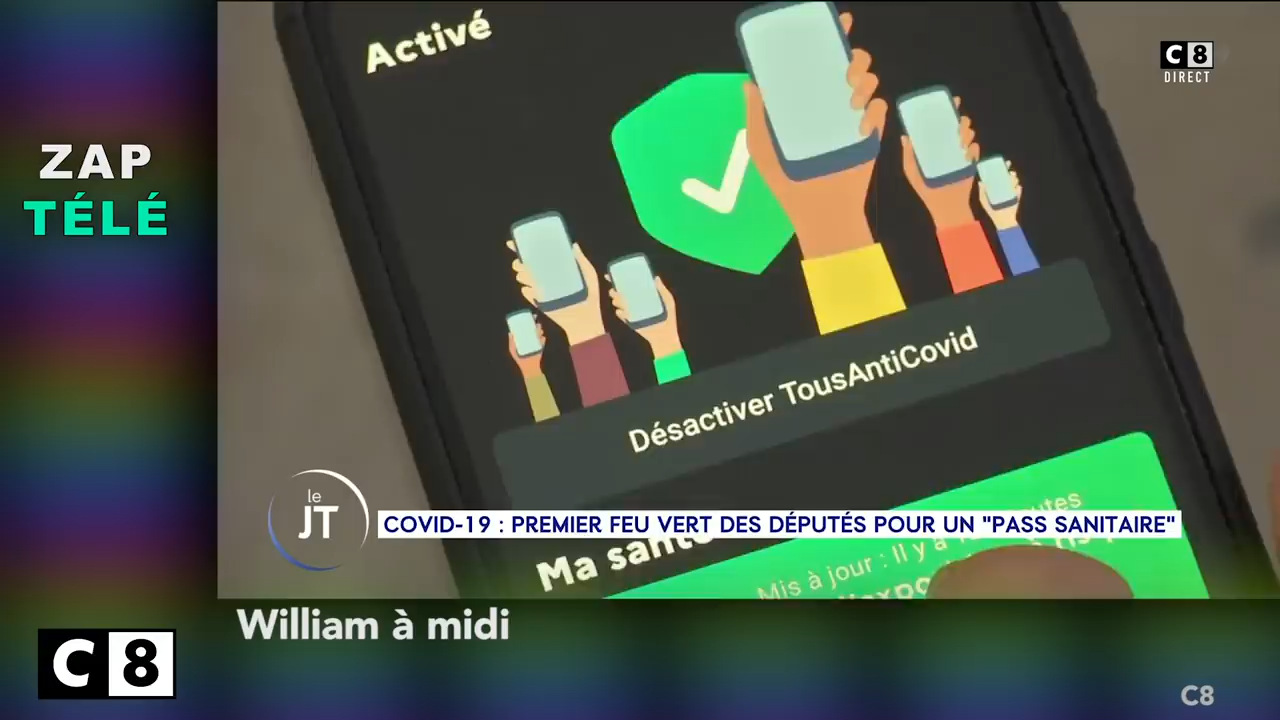 Activé
C8
DIRECT
ZAP
TÉLÉ
Désactiver TousAntiCovid
le
JT
COVID-19 : PREMIER FEU VERT DES DÉPUTÉS POUR UN "PASS SANITAIRE"
Ma santé
Mis à jour : Il y a
William à midi
C8
C8